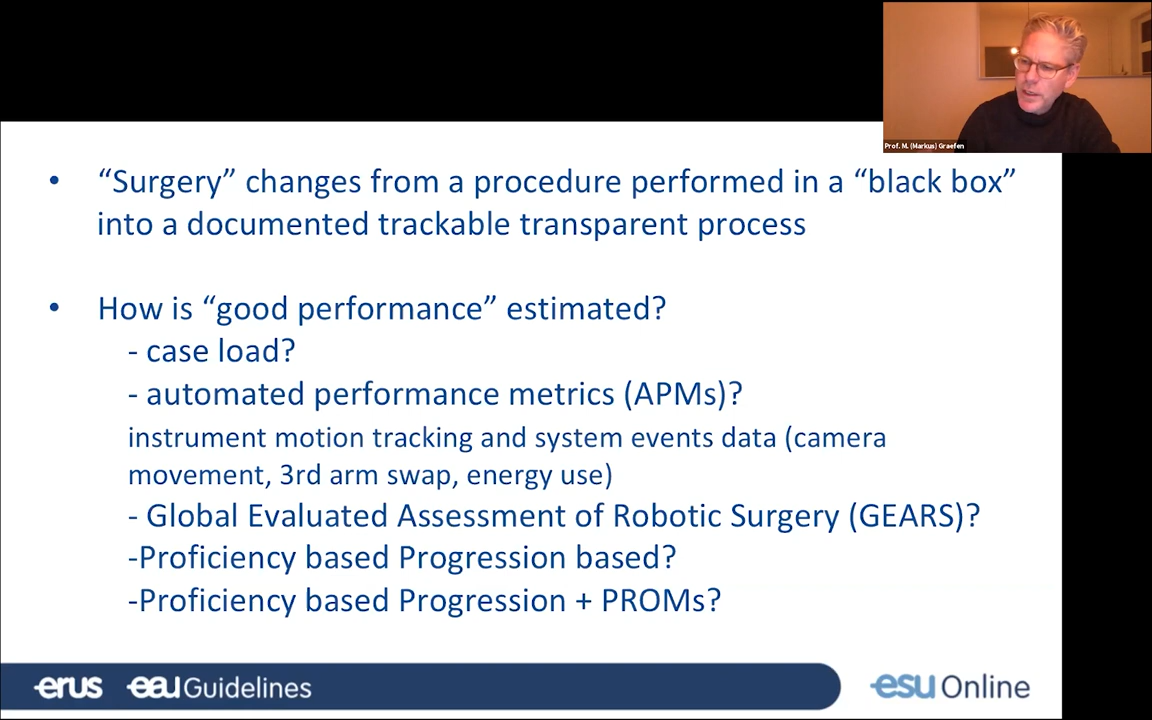 Prof. M. (Markus) Graefen
• “Surgery” changes from a procedure performed in a “black box”
into a documented trackable transparent process
• How is “good performance” estimated?
- case load?
- automated performance metrics (APMs)?
instrument motion tracking and system events data (camera
movement, 3rd arm swap, energy use)
- Global Evaluated Assessment of Robotic Surgery (GEARS)?
-Proficiency based Progression based?
-Proficiency based Progression + PROMs?
erus eau Guidelines esu Online